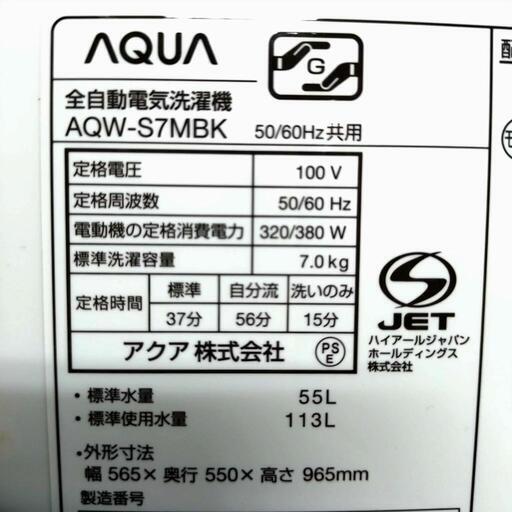 AQUA
G
全自動電気洗濯機
AQW-S7MBK 50/60Hz共用
定格電圧 100 V
定格周波数 50/60 Hz
電動機の定格消費電力 320/380 W
標準洗濯容量 7.0kg
定格時間 標準 自分流 洗いのみ
37分 56分 15分
アクア 株式会社 PSE
JET
ハイアールジャパン
ホールディングス
株式会社
・標準水量 55L
・標準使用水量 113L
・外形寸法
幅 565× 奥行 550× 高さ 965mm
製造番号